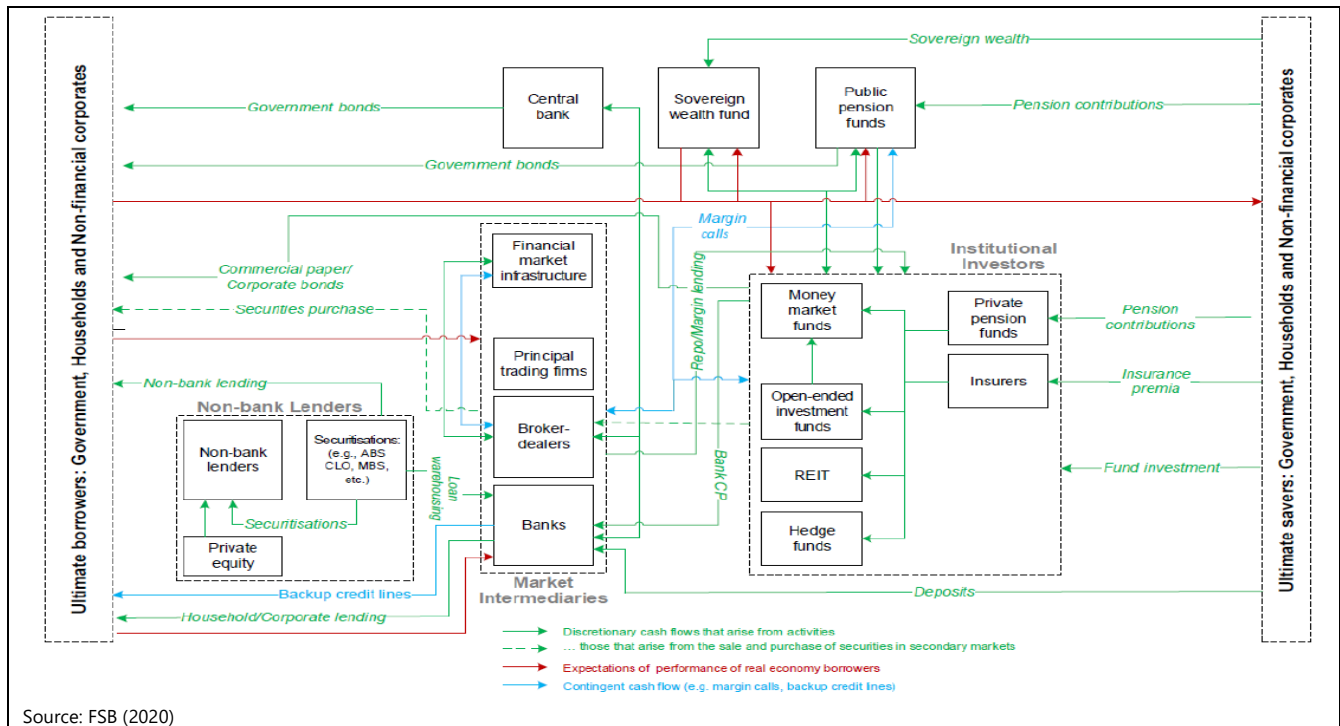 Ultimate borrowers: Government, Households and Non-financial corporates
Sovereign wealth
Central
bank
Sovereign
wealth fund
Public
pension
funds
Government bonds
Pension contributions
Government bonds
Margin
calls
Financial
market
infrastructure
Institutional
Investors
Commercial paper/
Corporate bonds
Repo/Margin lending
Money
market
funds
Private
pension
funds
Pension
contributions
Securities purchase
Principal
trading firms
Insurers
Insurance
premia
Non-bank lending
Non-bank Lenders
Open-ended
investment
funds
Broker-
dealers
Non-bank
lenders
Securitisations:
(e.g., ABS
CLO, MBS,
etc.)
Loan
warehousing
Bank CP
REIT
Fund investment
Securitisations
Banks
Hedge
funds
Private
equity
Market
Intermediaries
Backup credit lines
Deposits
Household/Corporate lending
Ultimate savers: Government, Households and Non-financial corporates
Discretionary cash flows that arise from activities
... those that arise from the sale and purchase of securities in secondary markets
Expectations of performance of real economy borrowers
Contingent cash flow (e.g. margin calls, backup credit lines)
Source: FSB (2020)